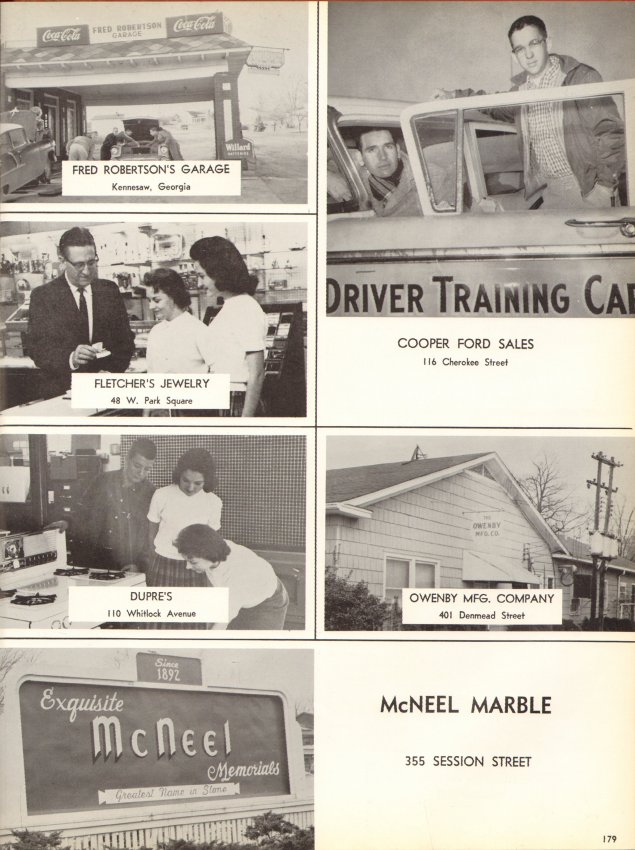 Coca-Cola
FRED ROBERTSON
GARAGE
Coca-Cola
Willard
BATTERIES
FRED ROBERTSON'S GARAGE
Kennesaw, Georgia
DRIVER TRAINING CAR
COOPER FORD SALES
116 Cherokee Street
FLETCHER'S JEWELRY
48 W. Park Square
DUPRE'S
110 Whitlock Avenue
THE
OWENBY
MFG. CO.
OWENBY MFG. COMPANY
401 Denmead Street
Since
1892
Exquisite
McNeel
Memorials
Greatest Name in Stone
McNEEL MARBLE
355 SESSION STREET
179